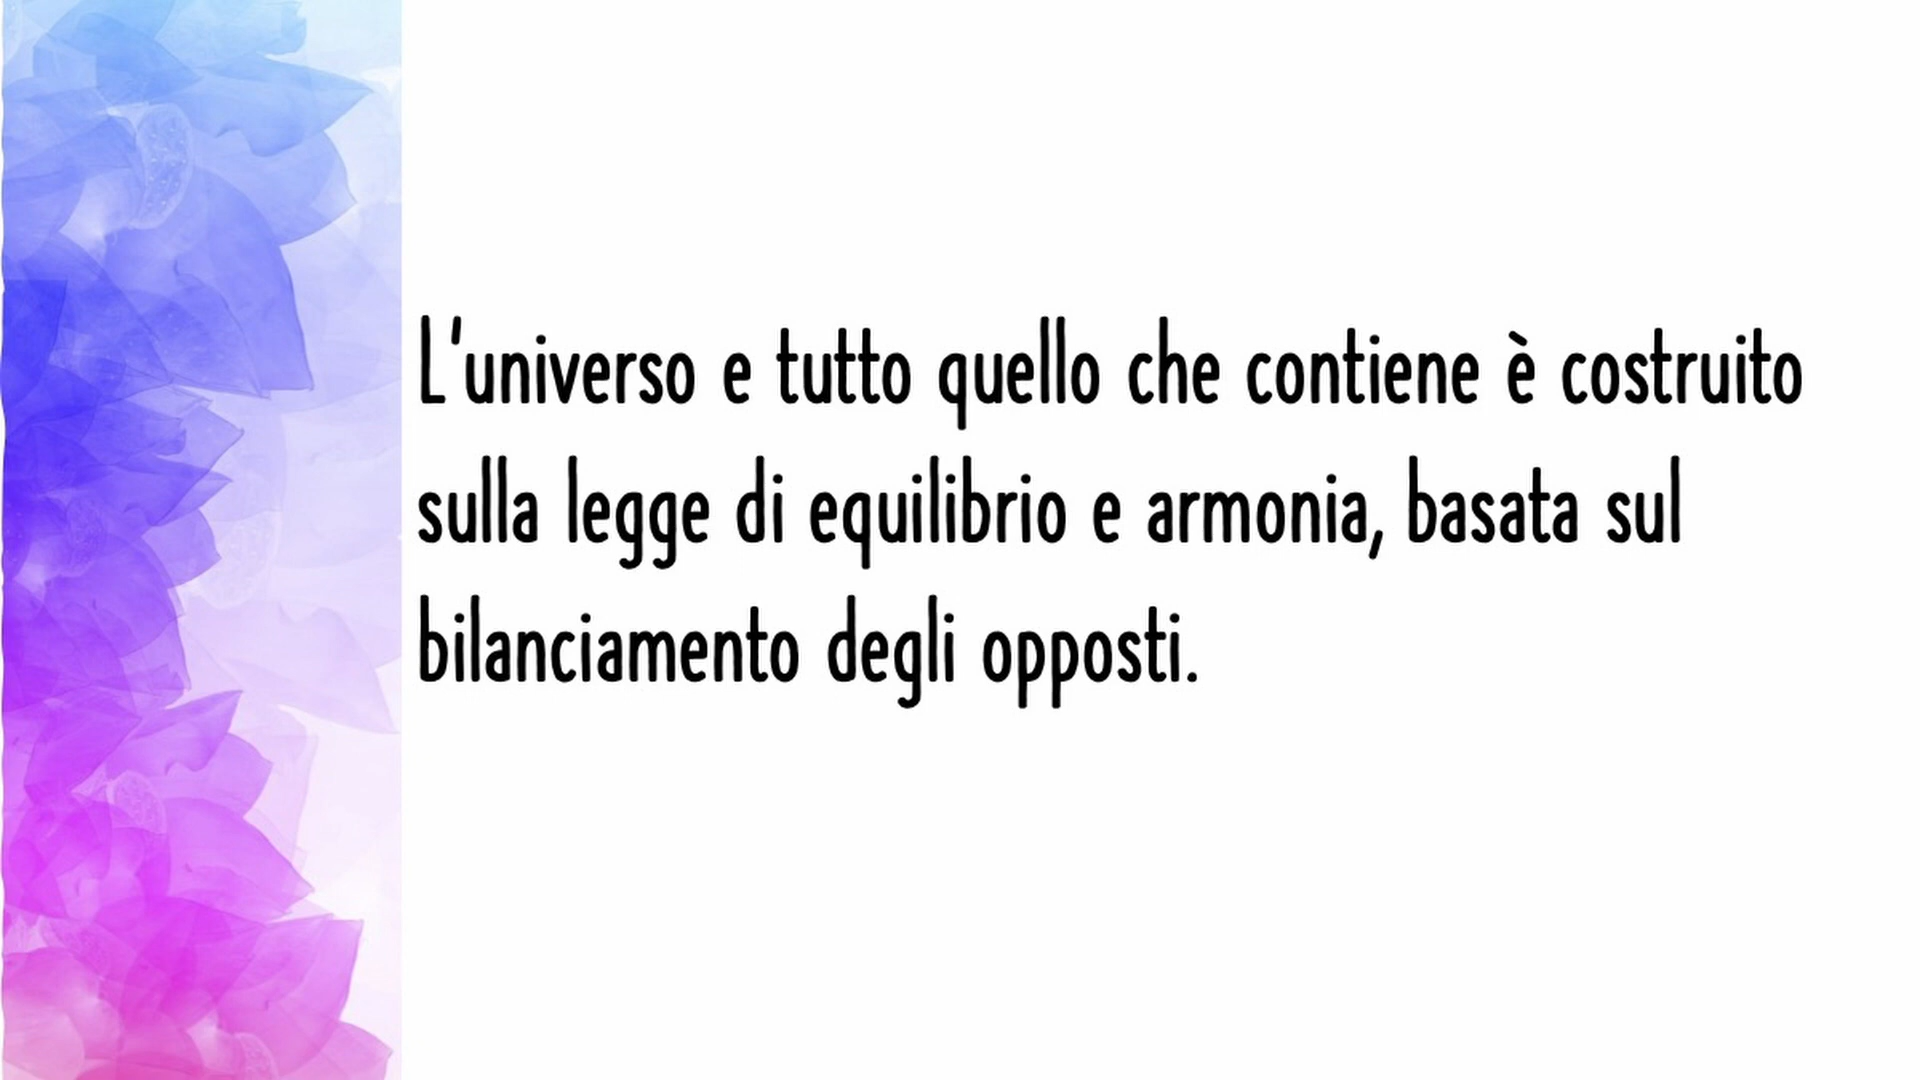 L'universo e tutto quello che contiene è costruito
sulla legge di equilibrio e armonia, basata sul
bilanciamento degli opposti.